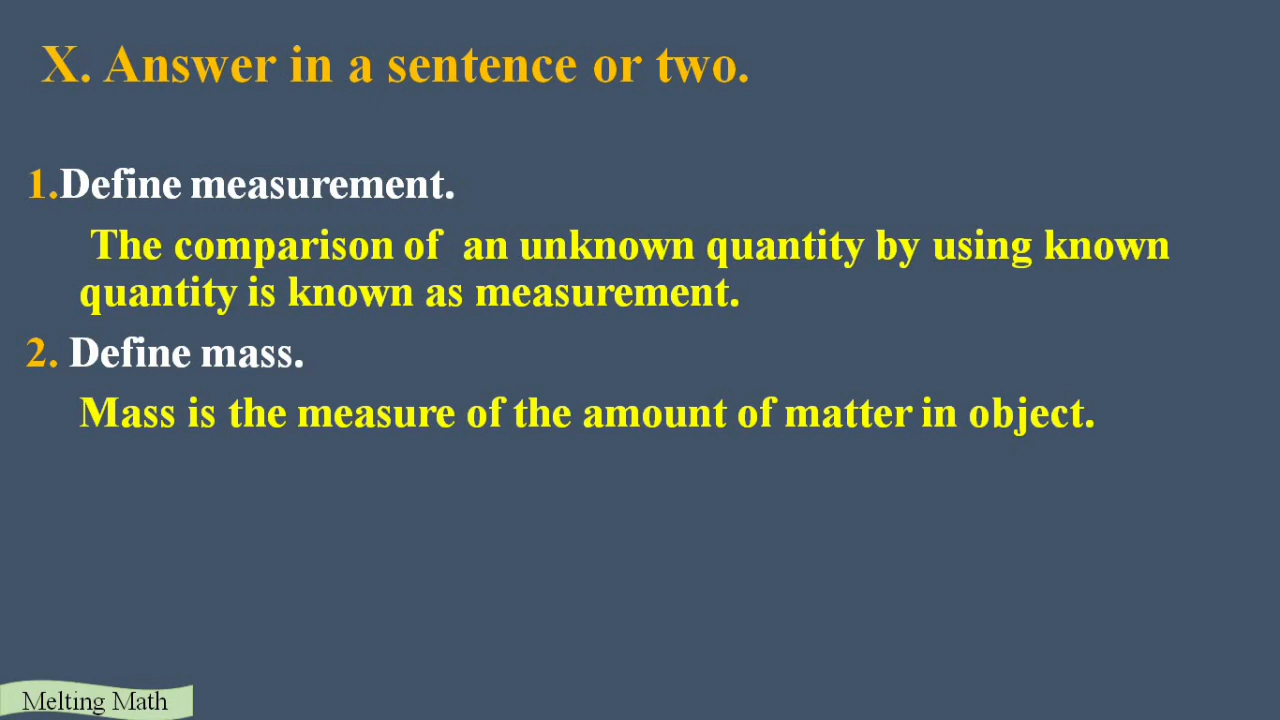 X. Answer in a sentence or two.
1.Define measurement.
The comparison of an unknown quantity by using known
quantity is known as measurement.
2. Define mass.
Mass is the measure of the amount of matter in object.
Melting Math